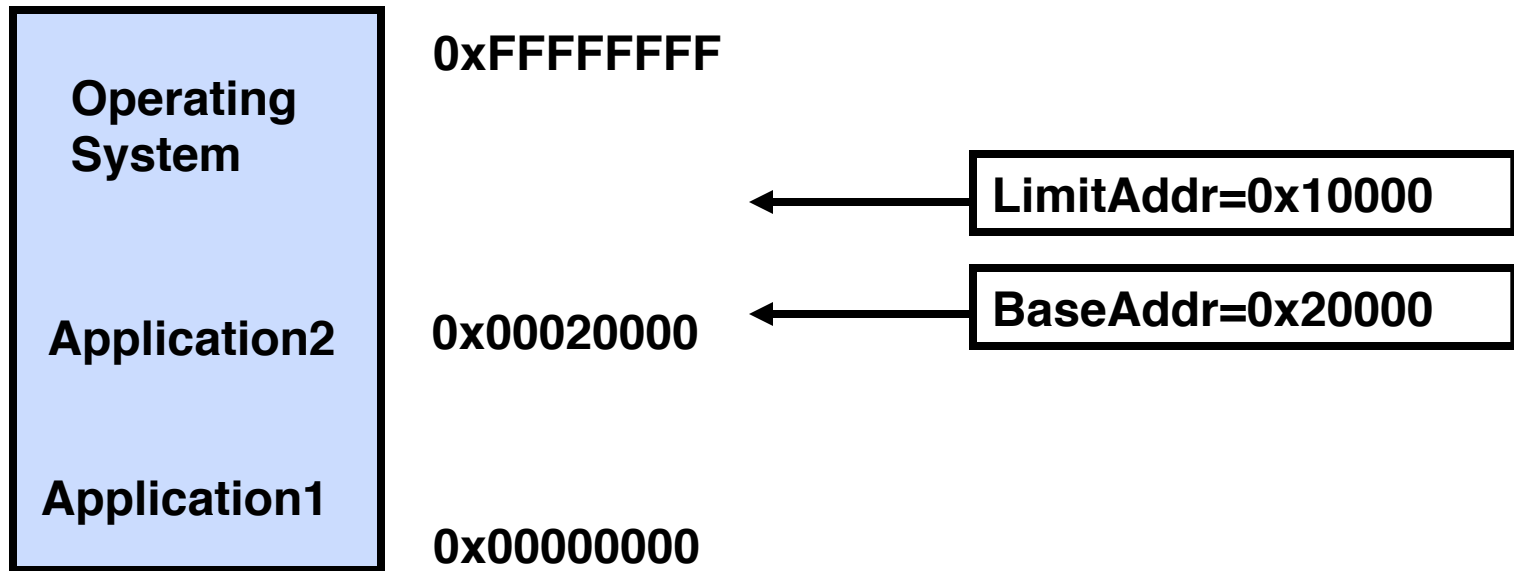 0xFFFFFFFF
Operating
System
LimitAddr=0x10000
BaseAddr=0x20000
Application2
0x00020000
Application1
0x00000000